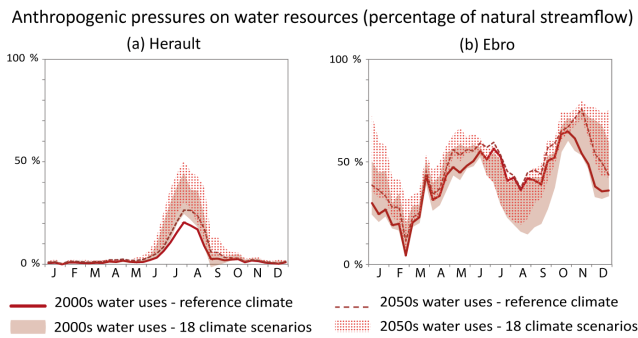 Anthropogenic pressures on water resources (percentage of natural streamflow)
(a) Herault
(b) Ebro
100 %
50 %
0 %
J F M A M J J A S O N D
100 %
50 %
0 %
J F M A M J J A S O N D
2000s water uses - reference climate
2050s water uses - reference climate
2000s water uses - 18 climate scenarios
2050s water uses - 18 climate scenarios